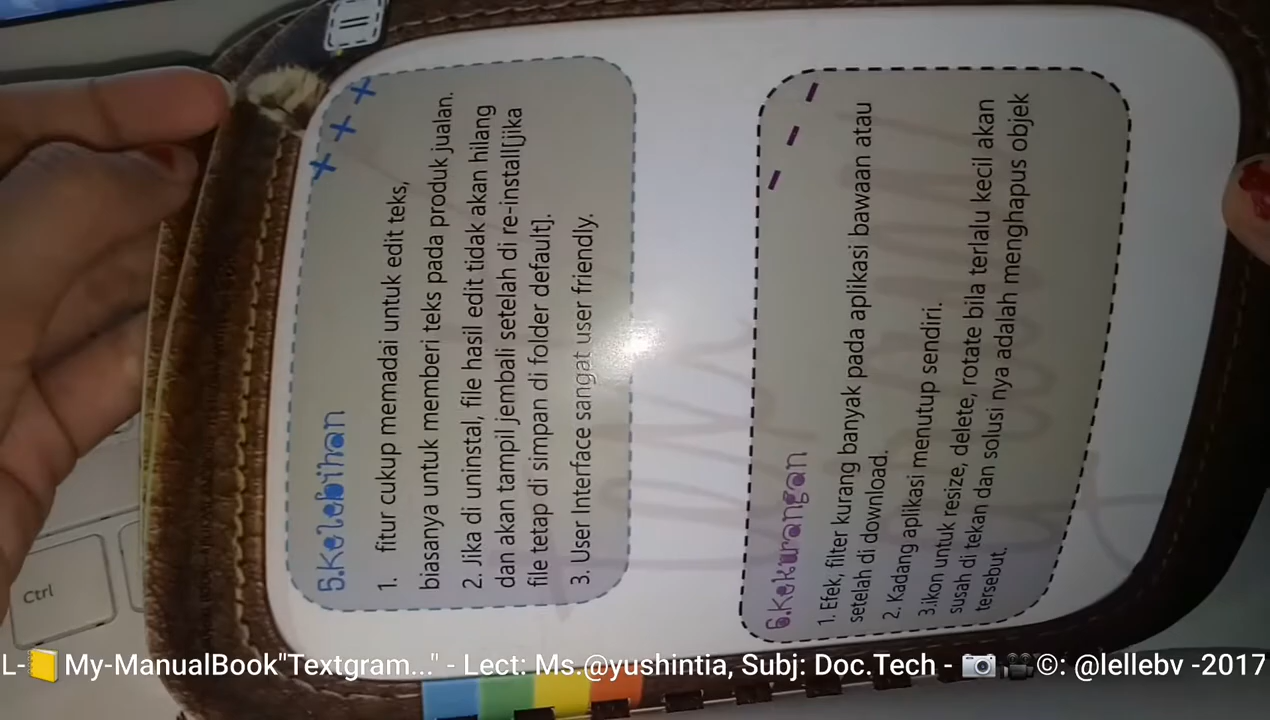 11
5.Kelebihan
+ + +
1. fitur cukup memadai untuk edit teks,
biasanya untuk memberi teks pada produk jualan.
2. Jika di uninstal, file hasil edit tidak akan hilang
dan akan tampil jembali setelah di re-install[jika
file tetap di simpan di folder default].
3. User Interface sangat user friendly.
6.Kekurangan
- - -
1. Efek, filter kurang banyak pada aplikasi bawaan atau
setelah di download.
2. Kadang aplikasi menutup sendiri.
3.ikon untuk resize, delete, rotate bila terlalu kecil akan
susah di tekan dan solusi nya adalah menghapus objek
tersebut.
Ctrl
L-📒 My-ManualBook"Textgram..." - Lect: Ms.@yushintia, Subj: Doc.Tech - 📷🎥©: @lellebv -2017